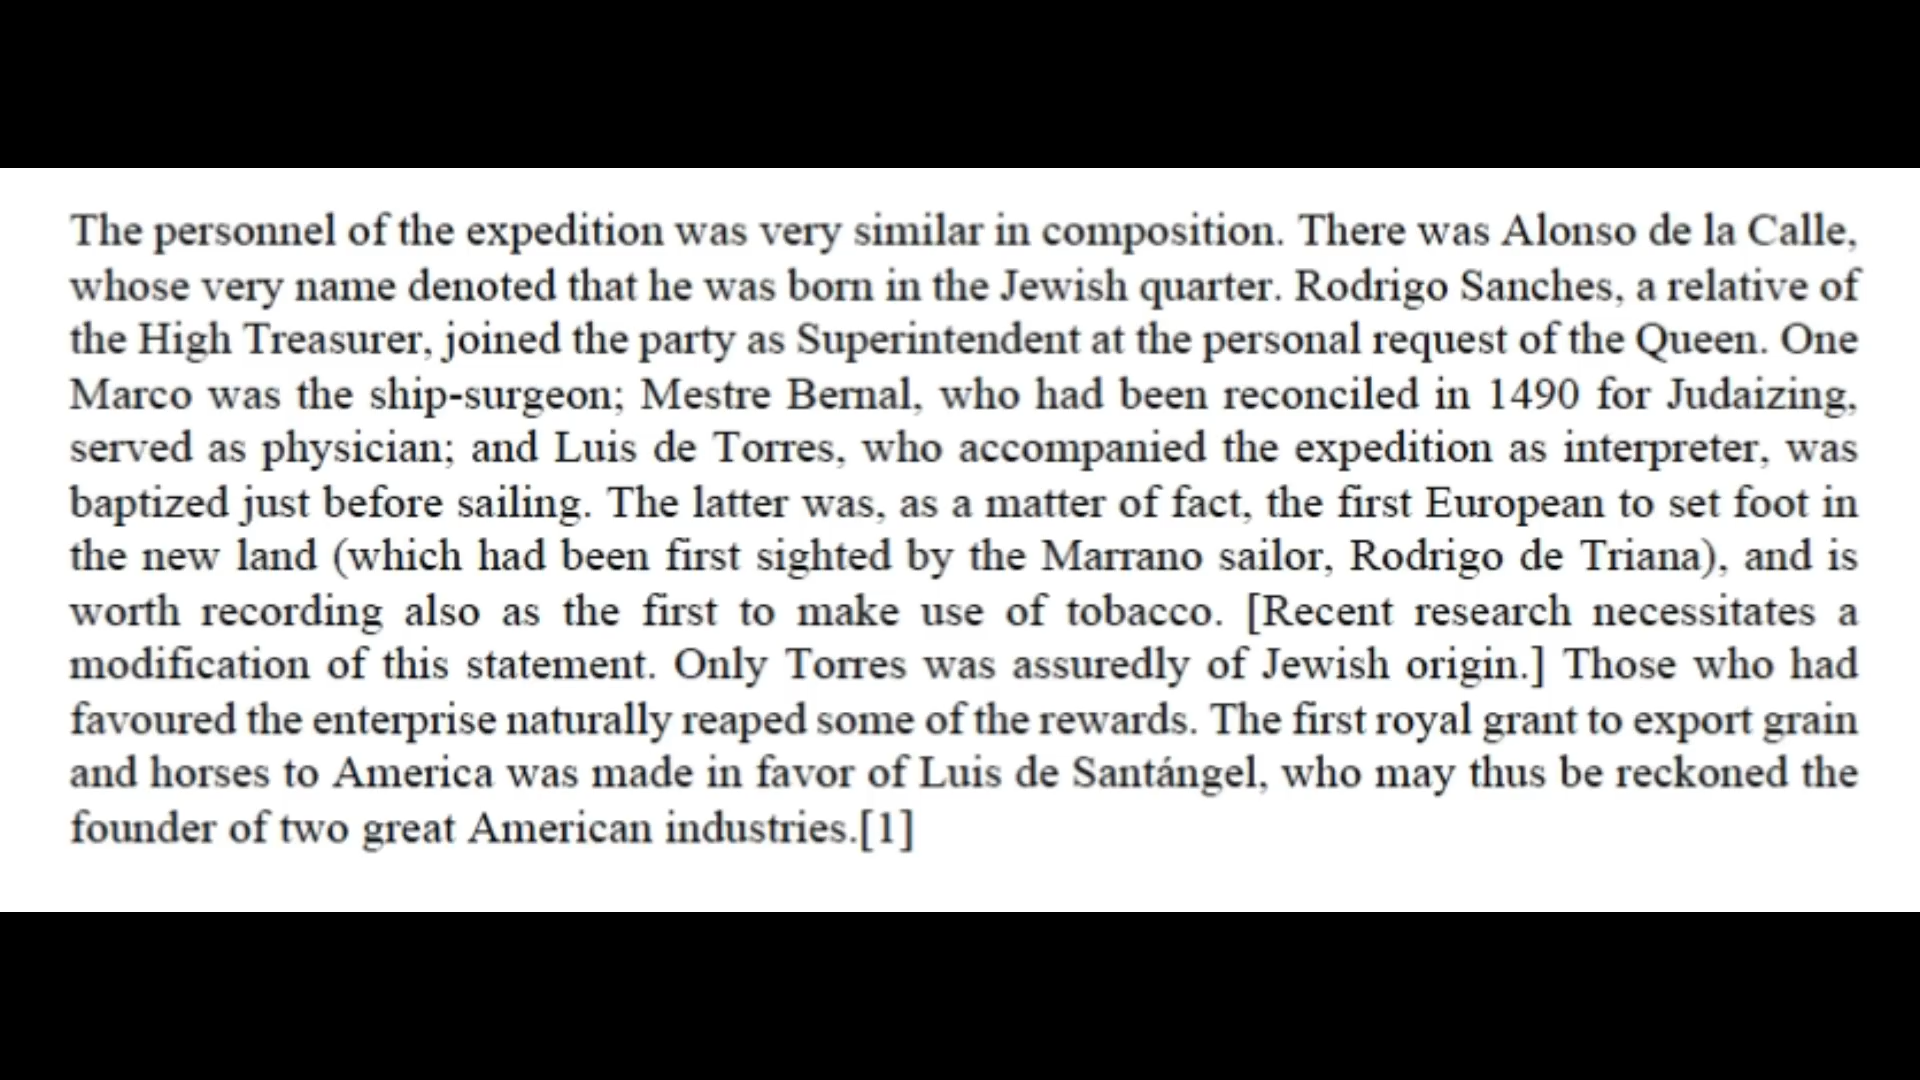 The personnel of the expedition was very similar in composition. There was Alonso de la Calle,
whose very name denoted that he was born in the Jewish quarter. Rodrigo Sanches, a relative of
the High Treasurer, joined the party as Superintendent at the personal request of the Queen. One
Marco was the ship-surgeon; Mestre Bernal, who had been reconciled in 1490 for Judaizing,
served as physician; and Luis de Torres, who accompanied the expedition as interpreter, was
baptized just before sailing. The latter was, as a matter of fact, the first European to set foot in
the new land (which had been first sighted by the Marrano sailor, Rodrigo de Triana), and is
worth recording also as the first to make use of tobacco. [Recent research necessitates a
modification of this statement. Only Torres was assuredly of Jewish origin.] Those who had
favoured the enterprise naturally reaped some of the rewards. The first royal grant to export grain
and horses to America was made in favor of Luis de Santángel, who may thus be reckoned the
founder of two great American industries.[1]